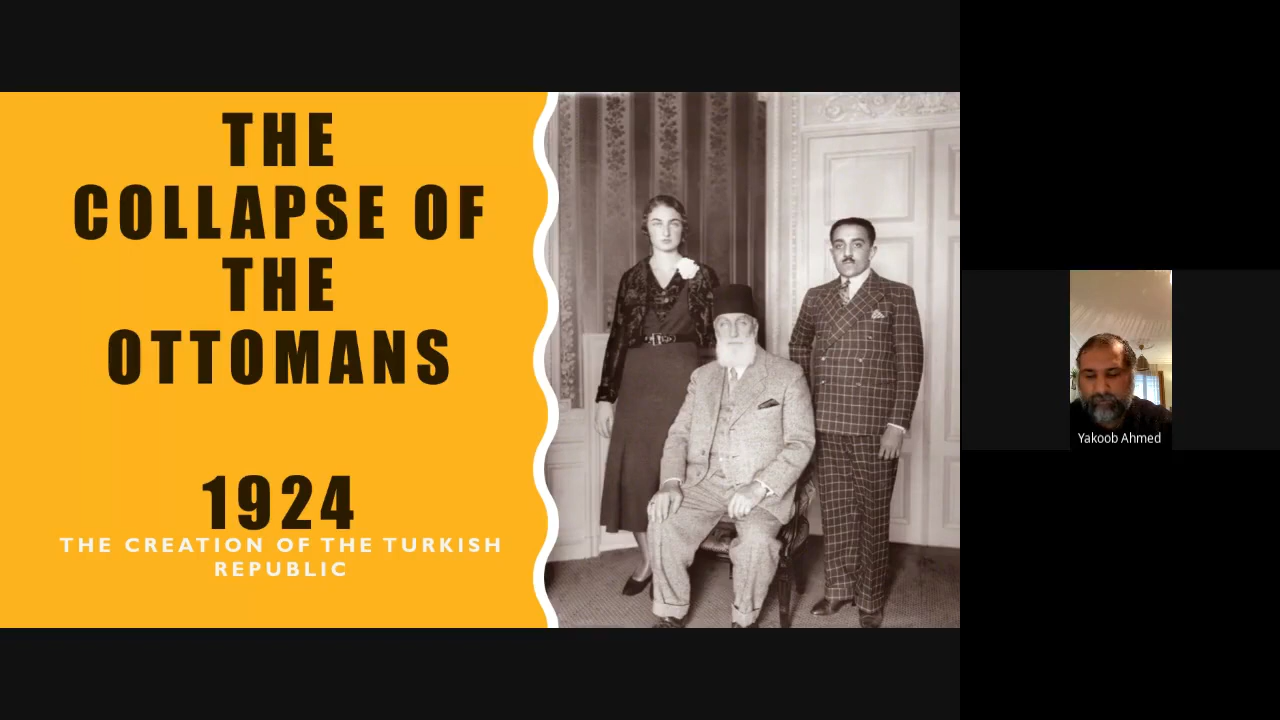 THE
COLLAPSE OF
THE
OTTOMANS
1924
THE CREATION OF THE TURKISH
REPUBLIC
Yakoob Ahmed